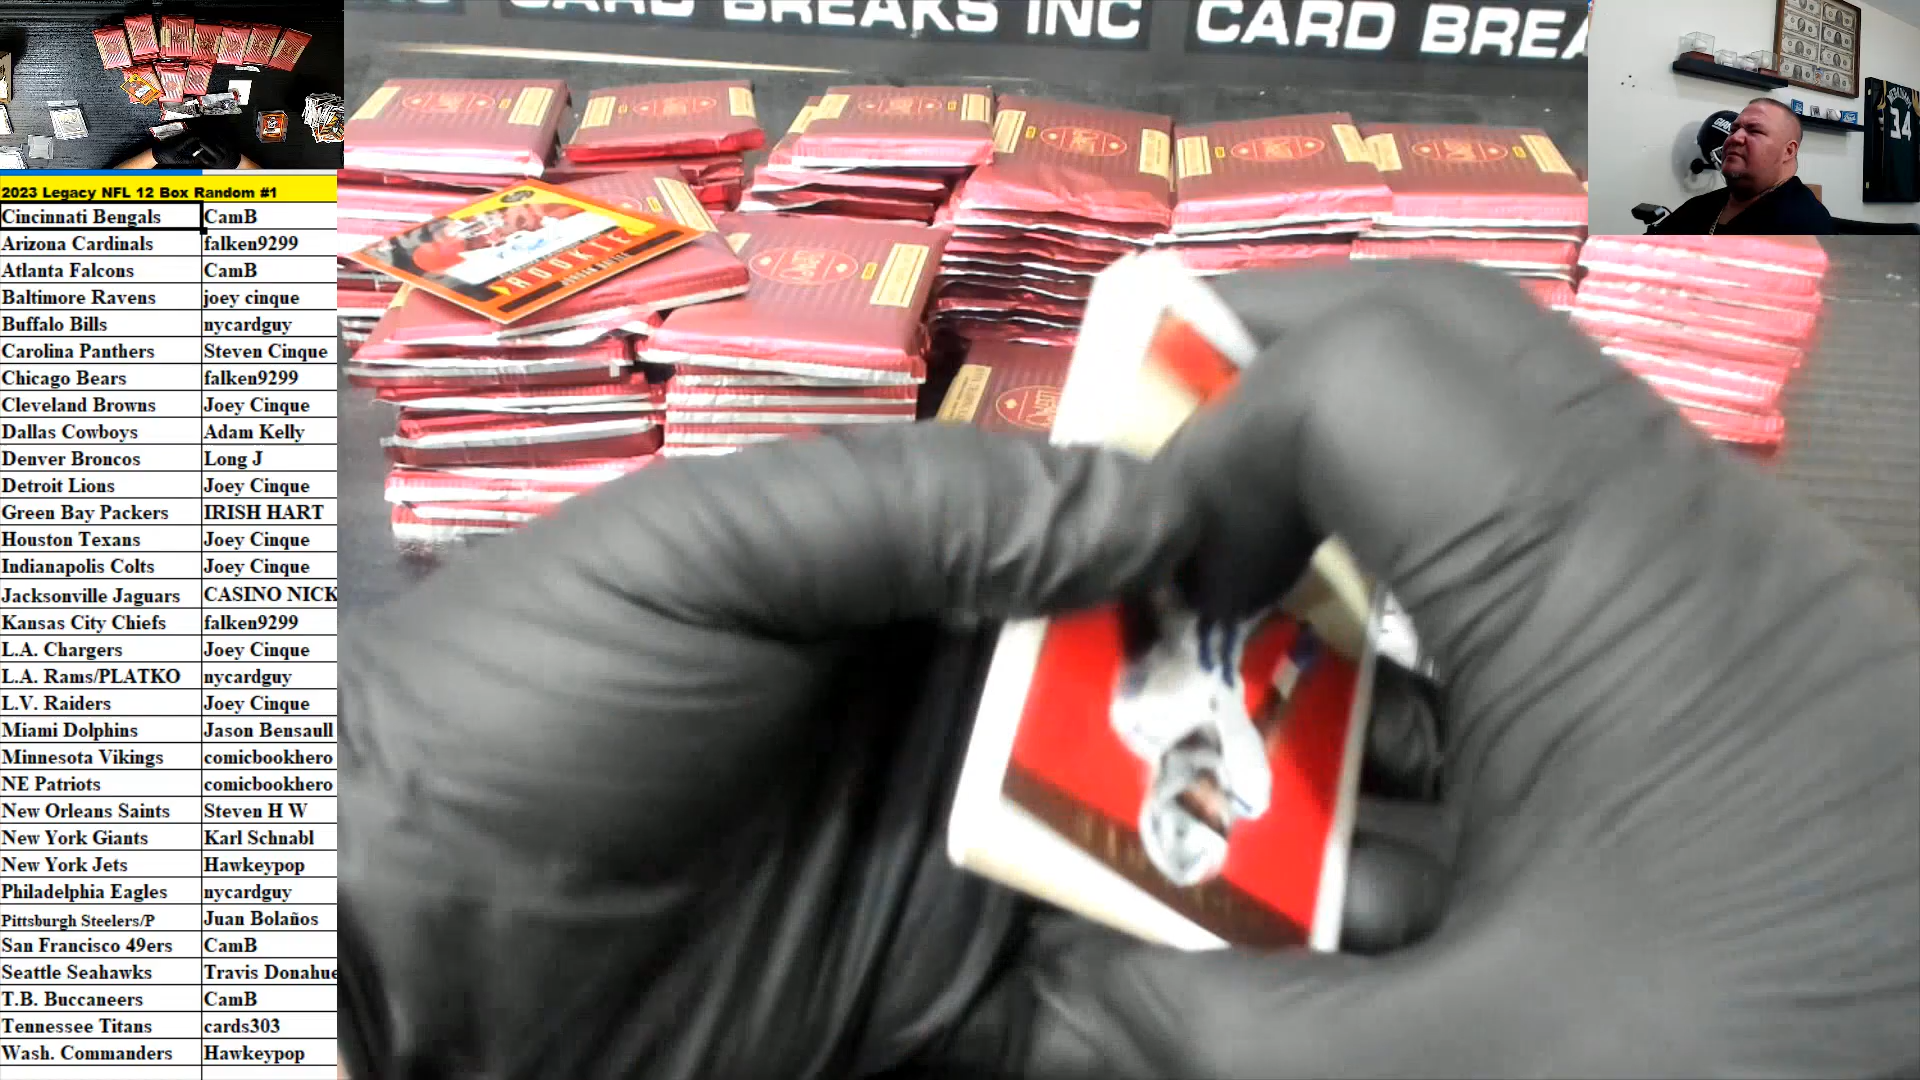 CARD BREAKS INC CARD BREA
2023 Legacy NFL 12 Box Random #1
Cincinnati Bengals CamB
Arizona Cardinals falken9299
Atlanta Falcons CamB
Baltimore Ravens joey cinque
Buffalo Bills nycardguy
Carolina Panthers Steven Cinque
Chicago Bears falken9299
Cleveland Browns Joey Cinque
Dallas Cowboys Adam Kelly
Denver Broncos Long J
Detroit Lions Joey Cinque
Green Bay Packers IRISH HART
Houston Texans Joey Cinque
Indianapolis Colts Joey Cinque
Jacksonville Jaguars CASINO NICK
Kansas City Chiefs falken9299
L.A. Chargers Joey Cinque
L.A. Rams/PLATKO nycardguy
L.V. Raiders Joey Cinque
Miami Dolphins Jason Bensaull
Minnesota Vikings comicbookhero
NE Patriots comicbookhero
New Orleans Saints Steven H W
New York Giants Karl Schnabl
New York Jets Hawkeypop
Philadelphia Eagles nycardguy
Pittsburgh Steelers/P Juan Bolaños
San Francisco 49ers CamB
Seattle Seahawks Travis Donahue
T.B. Buccaneers CamB
Tennessee Titans cards303
Wash. Commanders Hawkeypop
ROOKIE
34